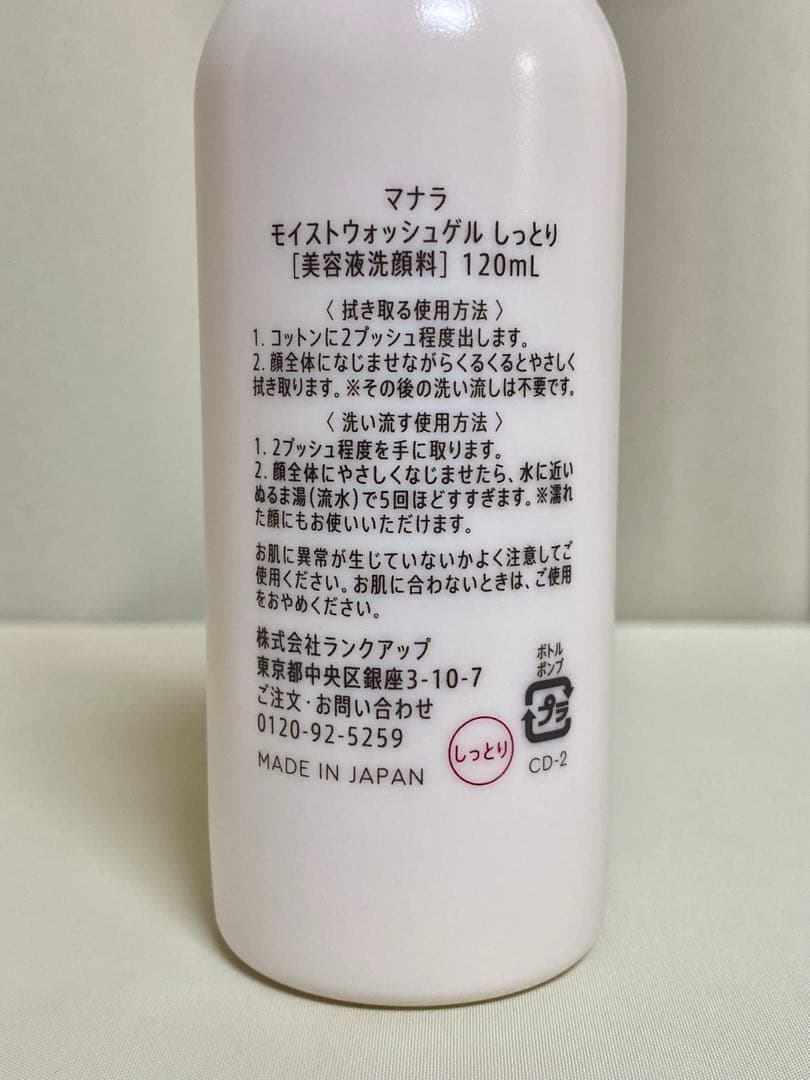 マナラ
モイストウォッシュゲル しっとり
[美容液洗顔料] 120mL
〈 拭き取る使用方法 〉
1. コットンに2プッシュ程度出します。
2. 顔全体になじませながらくるくるとやさしく
拭き取ります。※その後の洗い流しは不要です。
〈 洗い流す使用方法 〉
1. 2プッシュ程度を手に取ります。
2. 顔全体にやさしくなじませたら、水に近い
ぬるま湯(流水)で5回ほどすすぎます。※濡れ
た顔にもお使いいただけます。
お肌に異常が生じていないかよく注意してご
使用ください。お肌に合わないときは、ご使用
をおやめください。
株式会社ランクアップ
東京都中央区銀座3-10-7
ご注文・お問い合わせ
0120-92-5259
MADE IN JAPAN
しっとり
ボトル
ポンプ
プラ
CD-2